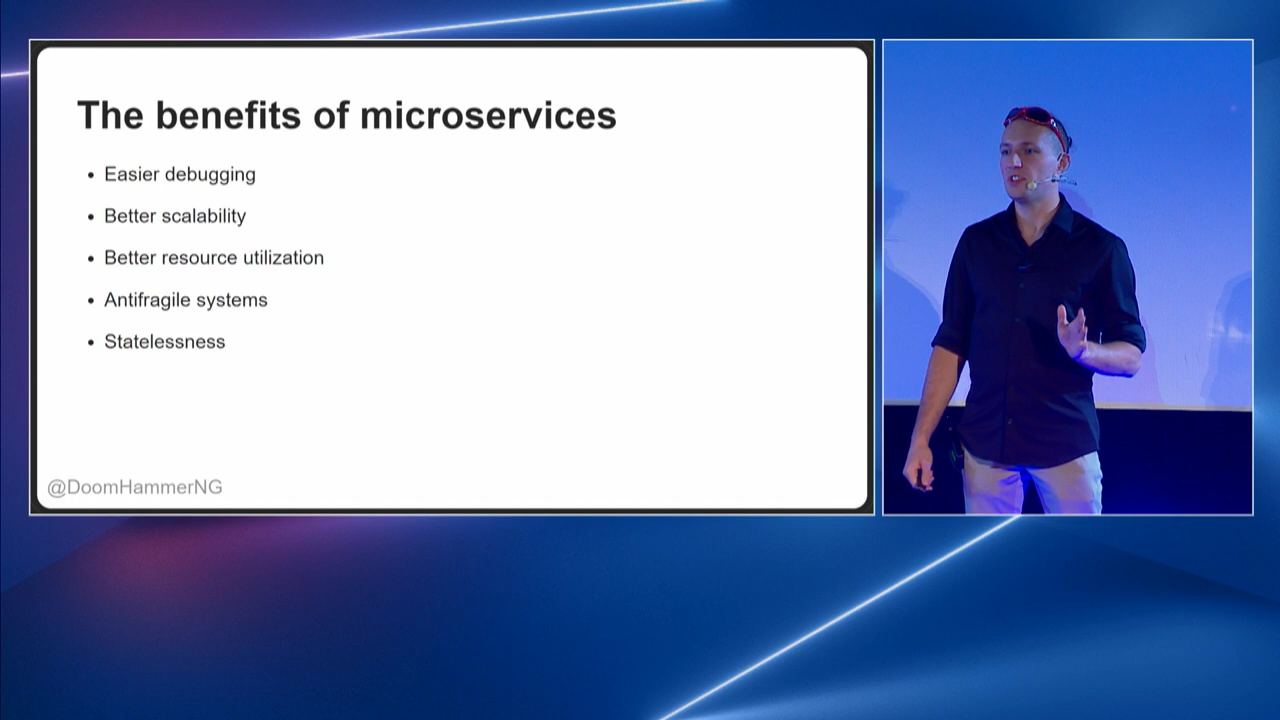 The benefits of microservices
Easier debugging
Better scalability
Better resource utilization
Antifragile systems
Statelessness
@DoomHammerNG